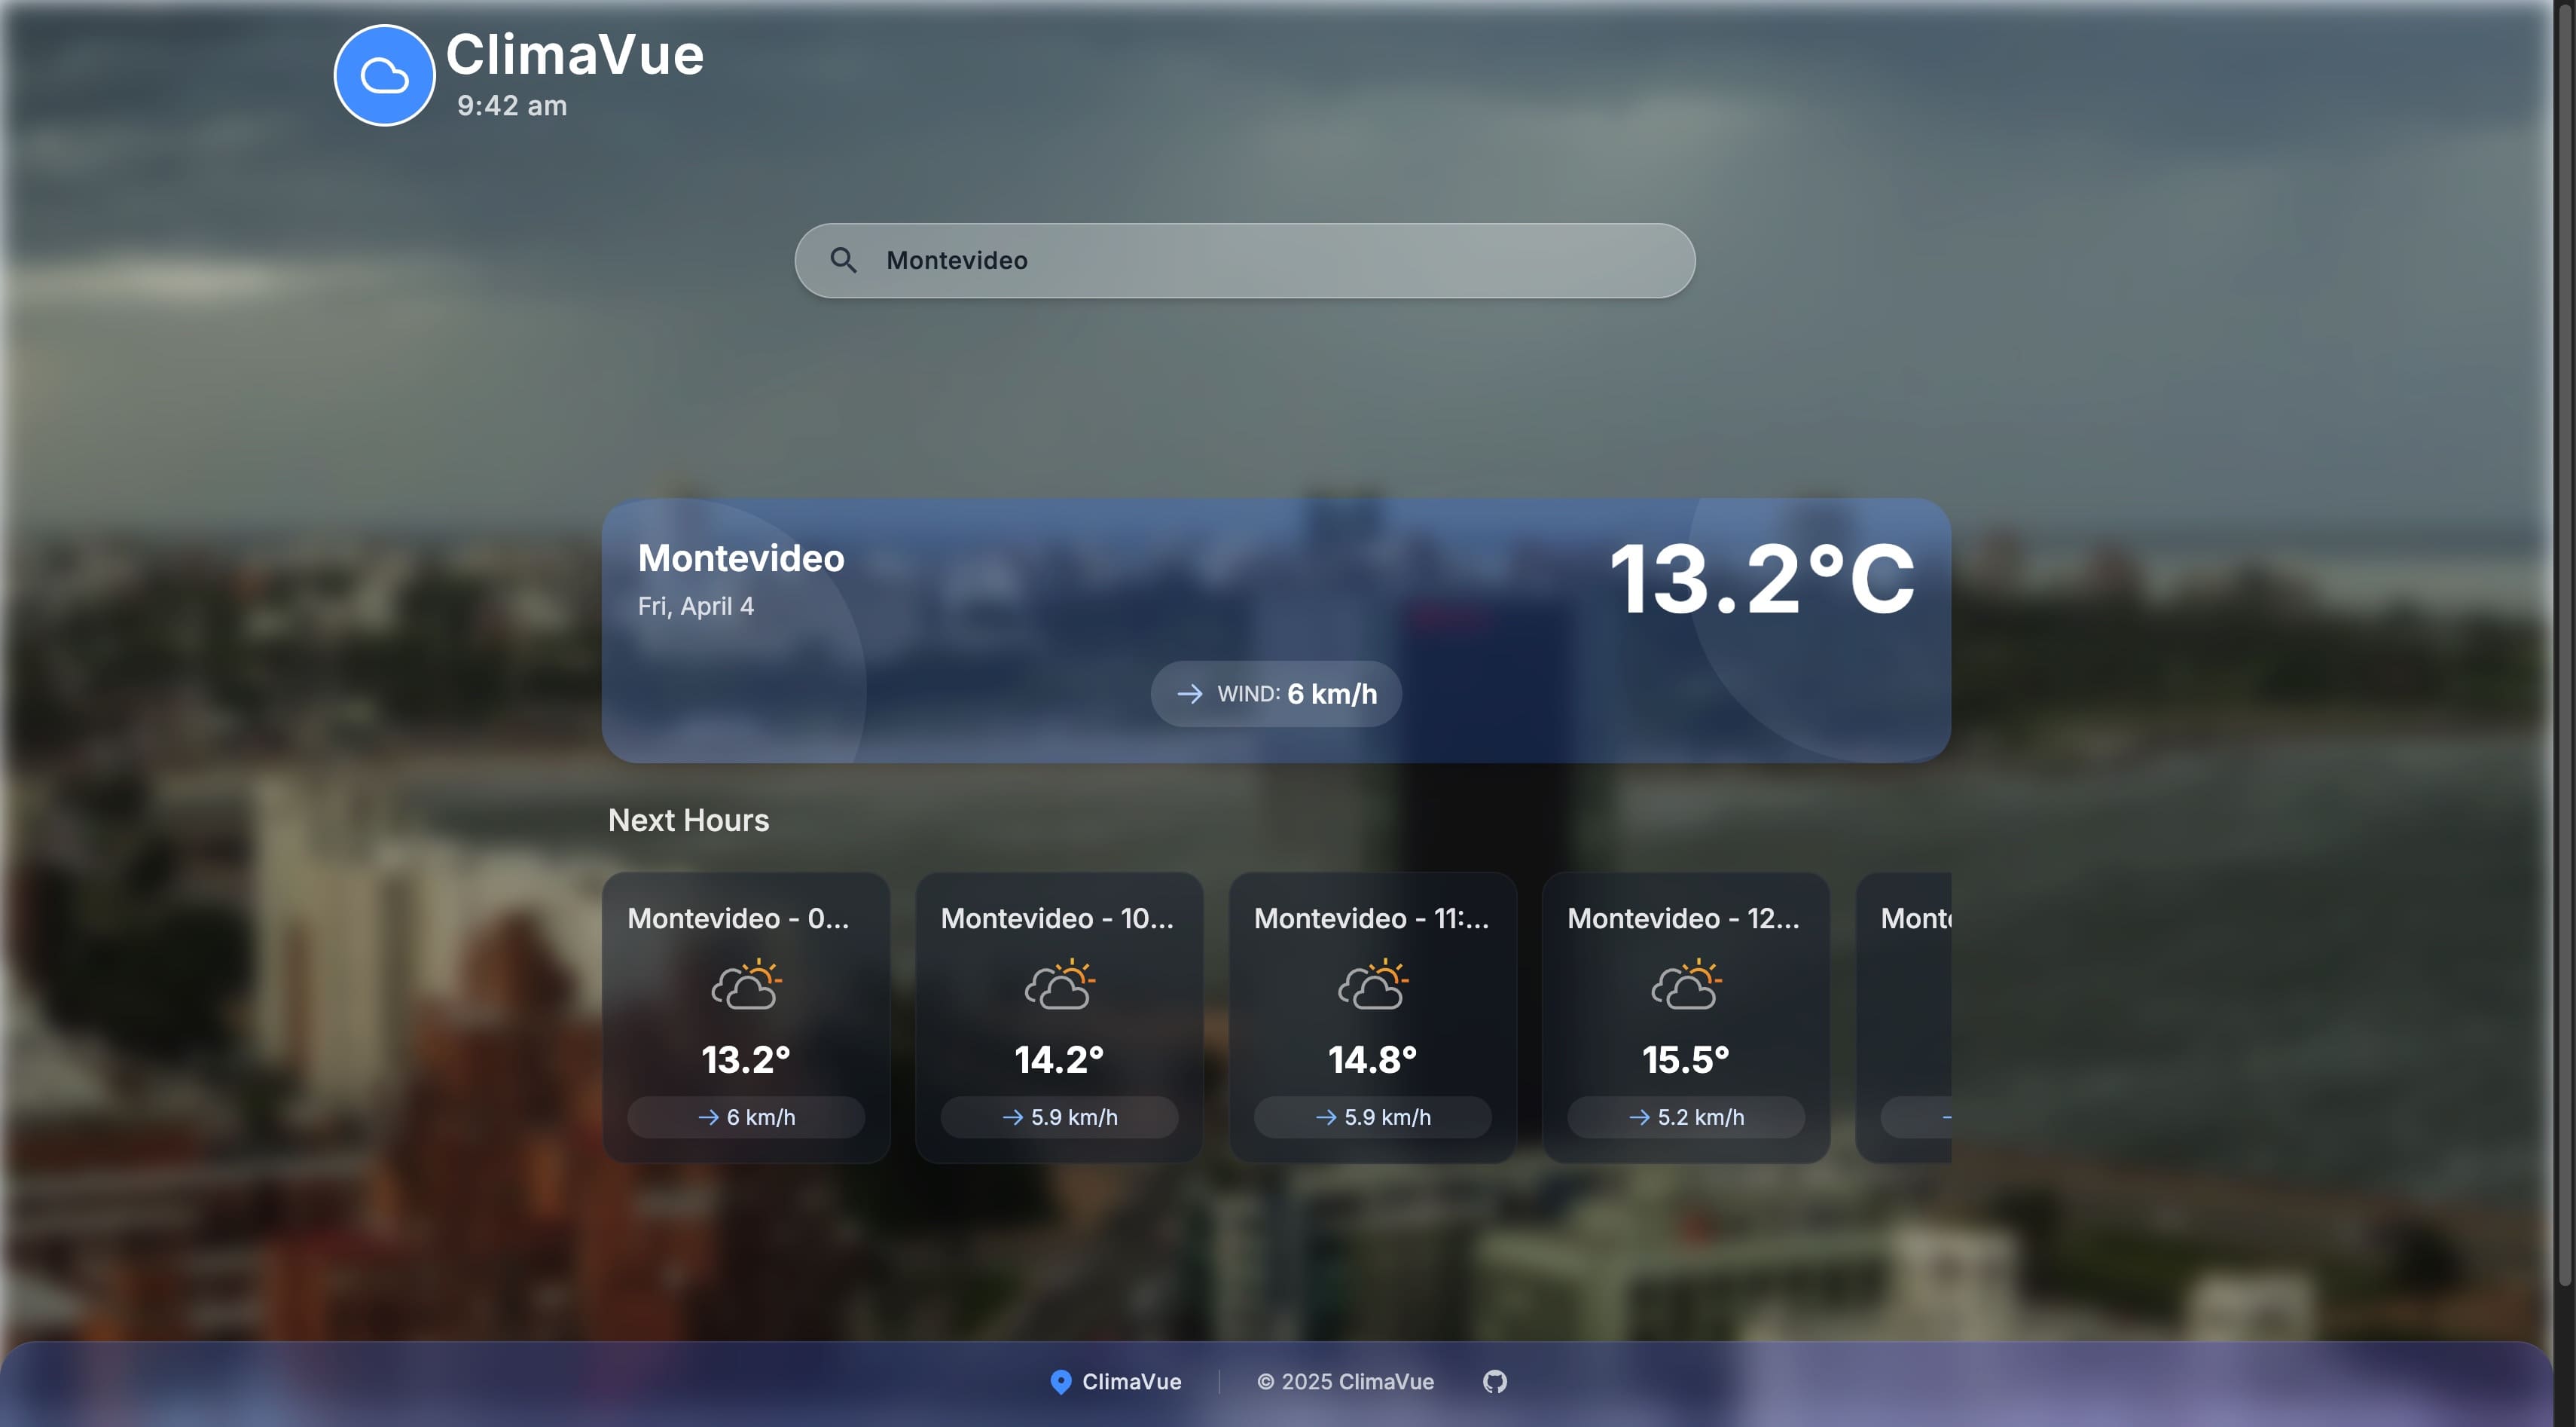 ClimaVue
9:42 am
Montevideo
Montevideo
13.2°C
Fri, April 4
WIND: 6 km/h
Next Hours
Montevideo - 0...
Montevideo - 10...
Montevideo - 11:...
Montevideo - 12...
Mont
13.2°
14.2°
14.8°
15.5°
6 km/h
5.9 km/h
5.9 km/h
5.2 km/h
ClimaVue
© 2025 ClimaVue